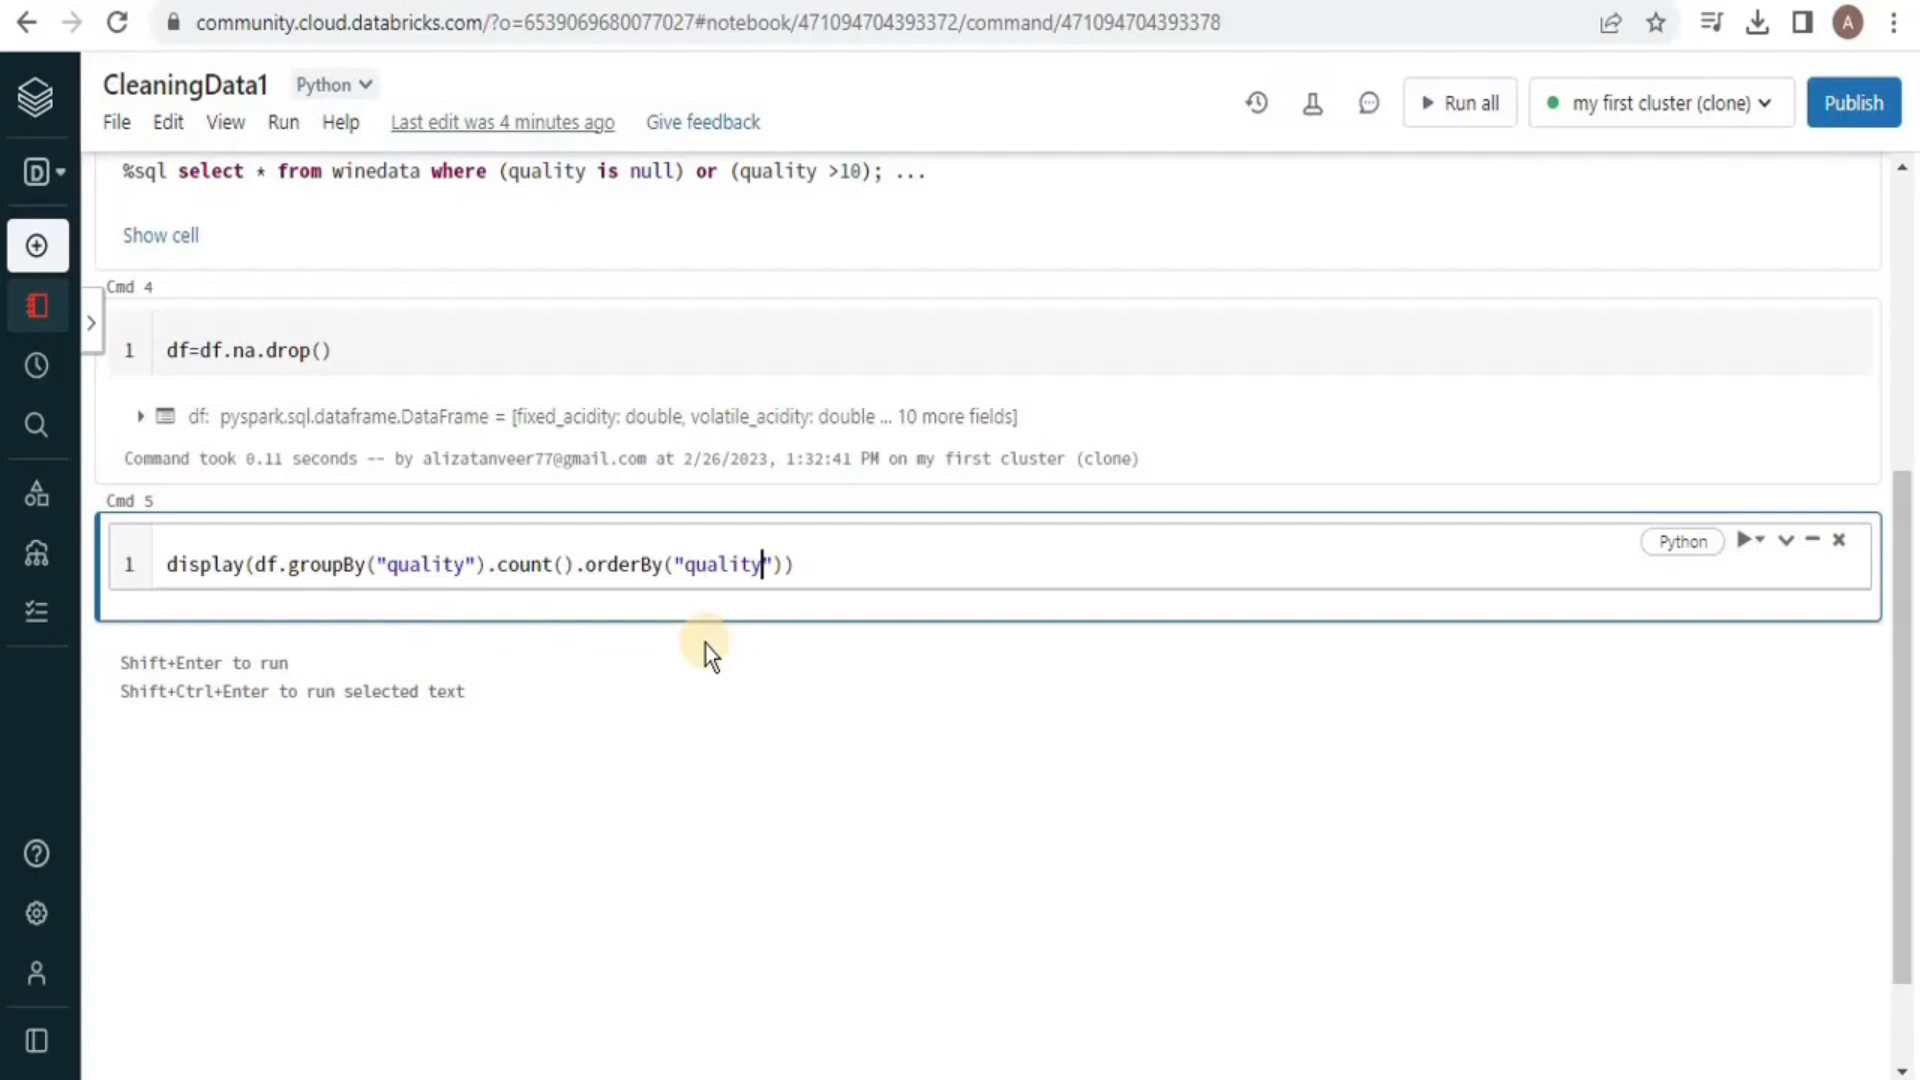 community.cloud.databricks.com/?o=6539069680077027#notebook/471094704393372/command/471094704393378
A
CleaningData1 Python
File Edit View Run Help Last edit was 4 minutes ago Give feedback
Run all
my first cluster (clone)
Publish
D
%sql select * from winedata where (quality is null) or (quality >10); ...
Show cell
Cmd 4
1 df=df.na.drop()
df: pyspark.sql.dataframe.DataFrame = [fixed_acidity: double, volatile_acidity: double ... 10 more fields]
Command took 0.11 seconds -- by alizatanveer77@gmail.com at 2/26/2023, 1:32:41 PM on my first cluster (clone)
Cmd 5
Python
1 display(df.groupBy("quality").count().orderBy("quality"))
Shift+Enter to run
Shift+Ctrl+Enter to run selected text